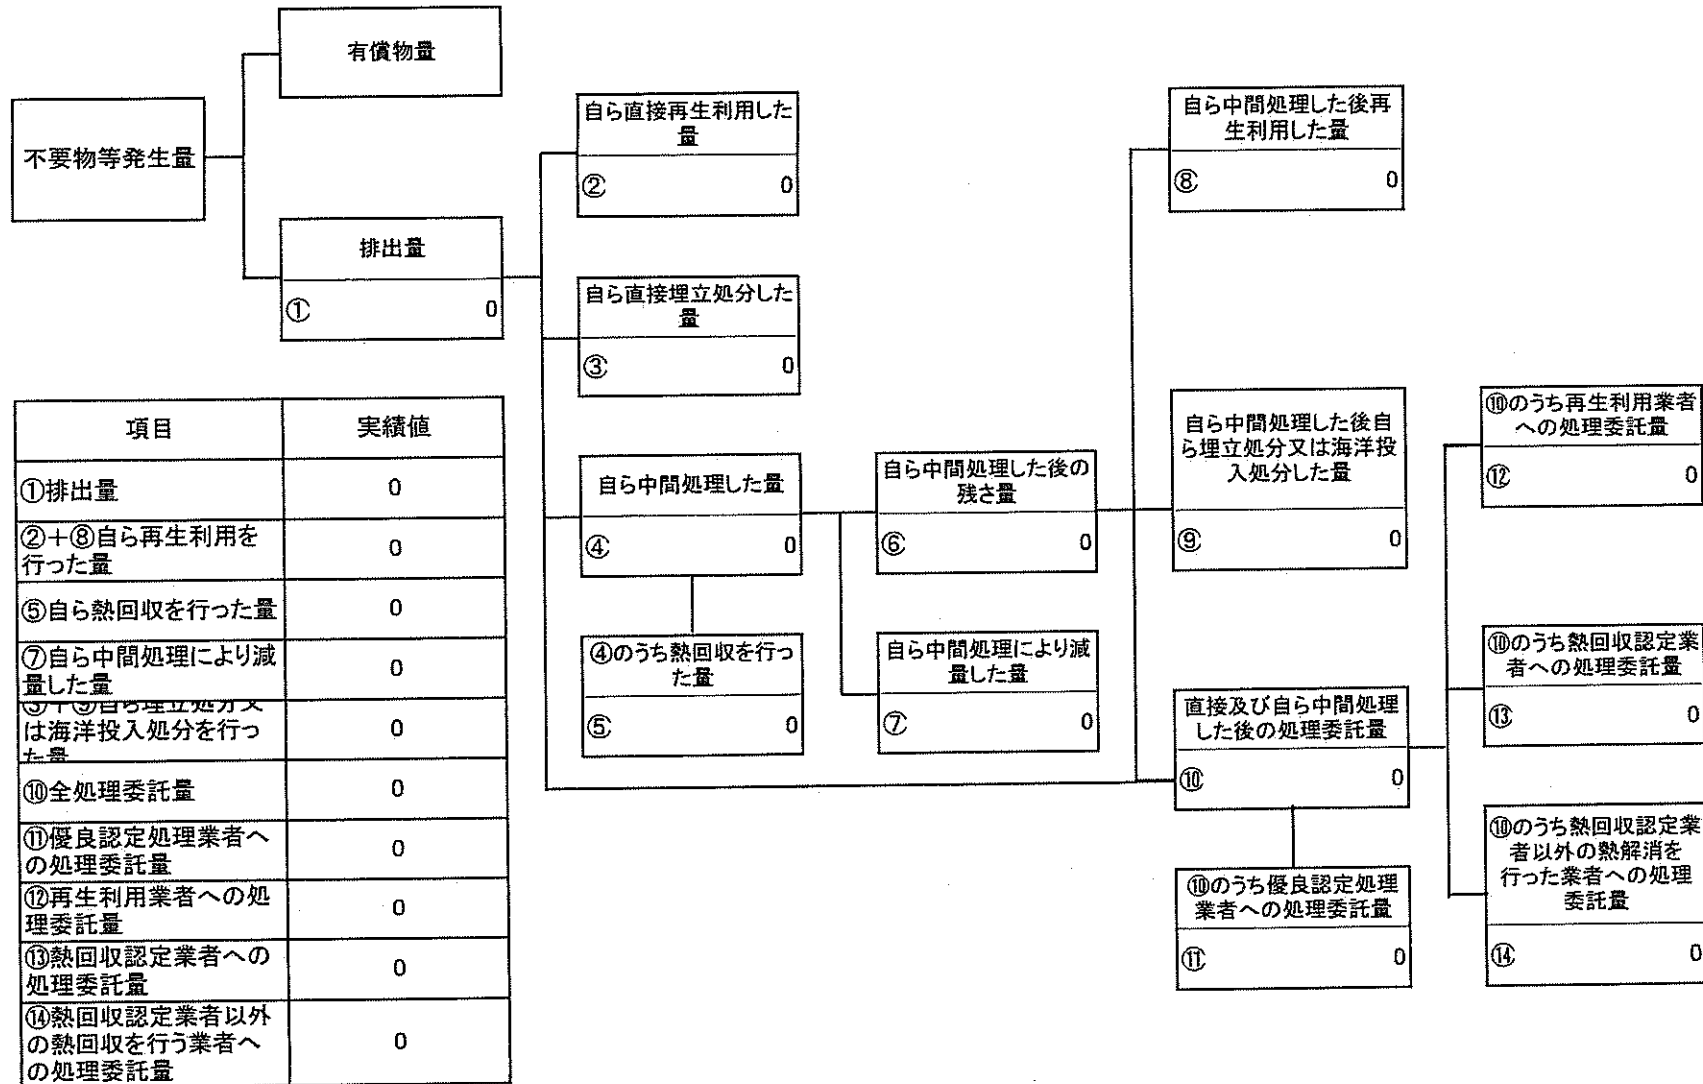 有償物量
不要物等発生量
排出量
① 0
自ら直接再生利用した
量
② 0
自ら直接埋立処分した
量
③ 0
自ら中間処理した量
④ 0
④のうち熱回収を行っ
た量
⑤ 0
自ら中間処理した後の
残さ量
⑥ 0
自ら中間処理により減
量した量
⑦ 0
自ら中間処理した後再
生利用した量
⑧ 0
自ら中間処理した後自
ら埋立処分又は海洋投
入処分した量
⑨ 0
直接及び自ら中間処理
した後の処理委託量
⑩ 0
⑩のうち優良認定処理
業者への処理委託量
⑪ 0
⑩のうち再生利用業者
への処理委託量
⑫ 0
⑩のうち熱回収認定業
者への処理委託量
⑬ 0
⑩のうち熱回収認定業
者以外の熱解消を
行った業者への処理
委託量
⑭ 0
項目 実績値
①排出量 0
②+⑧自ら再生利用を
行った量 0
⑤自ら熱回収を行った量 0
⑦自ら中間処理により減
量した量 0
③+⑨自ら埋立処分又
は海洋投入処分を行っ
た量 0
⑩全処理委託量 0
⑪優良認定処理業者へ
の処理委託量 0
⑫再生利用業者への処
理委託量 0
⑬熱回収認定業者への
処理委託量 0
⑭熱回収認定業者以外
の熱回収を行う業者へ
の処理委託量 0